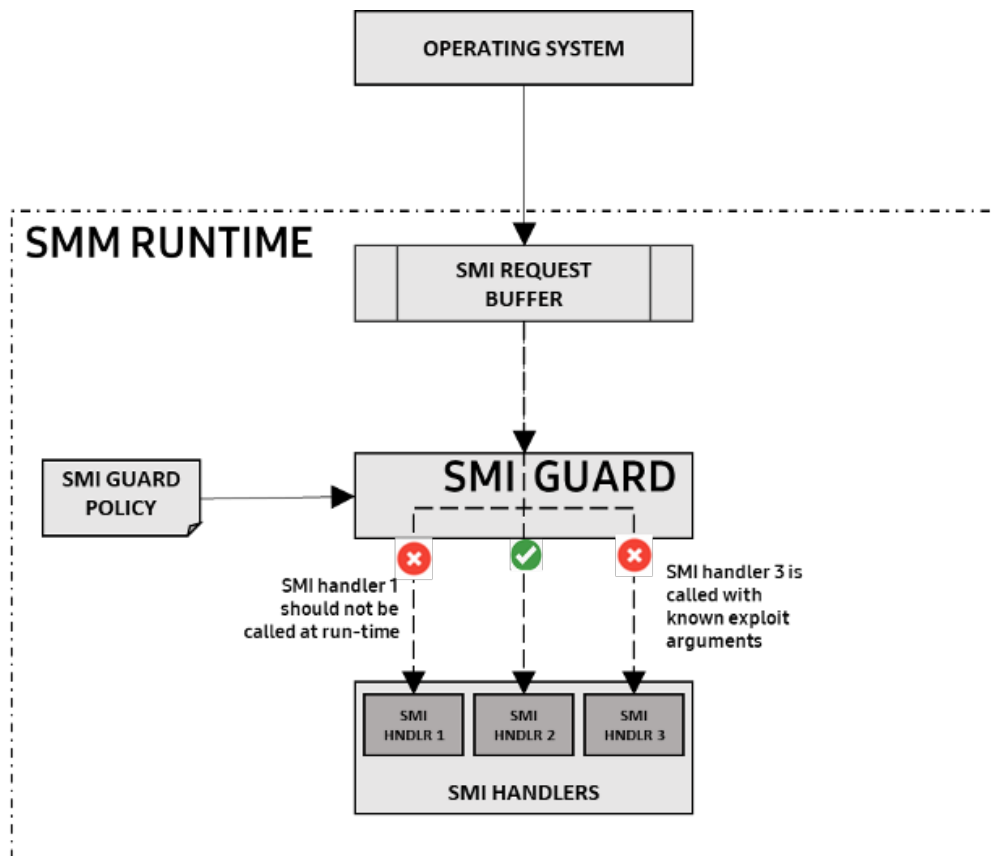 OPERATING SYSTEM
SMM RUNTIME
SMI REQUEST
BUFFER
SMI GUARD
POLICY
SMI GUARD
SMI handler 1
should not be
called at run-time
SMI handler 3 is
called with
known exploit
arguments
SMI
HNDLR 1
SMI
HNDLR 2
SMI
HNDLR 3
SMI HANDLERS